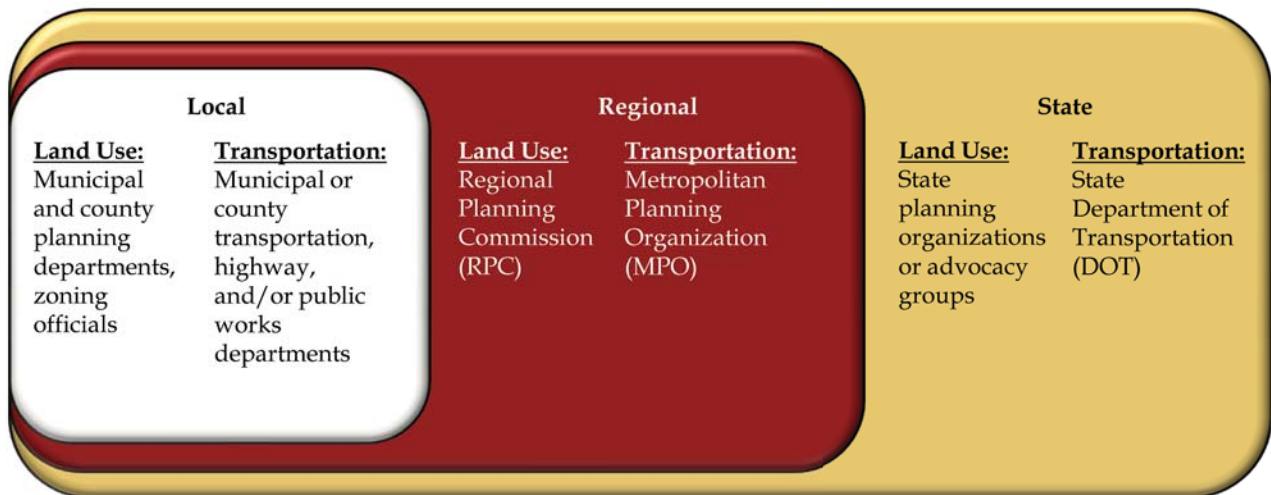 Local
Land Use:
Municipal
and county
planning
departments,
zoning
officials
Transportation:
Municipal or
county
transportation,
highway,
and/or public
works
departments
Regional
Land Use:
Regional
Planning
Commission
(RPC)
Transportation:
Metropolitan
Planning
Organization
(MPO)
State
Land Use:
State
planning
organizations
or advocacy
groups
Transportation:
State
Department of
Transportation
(DOT)